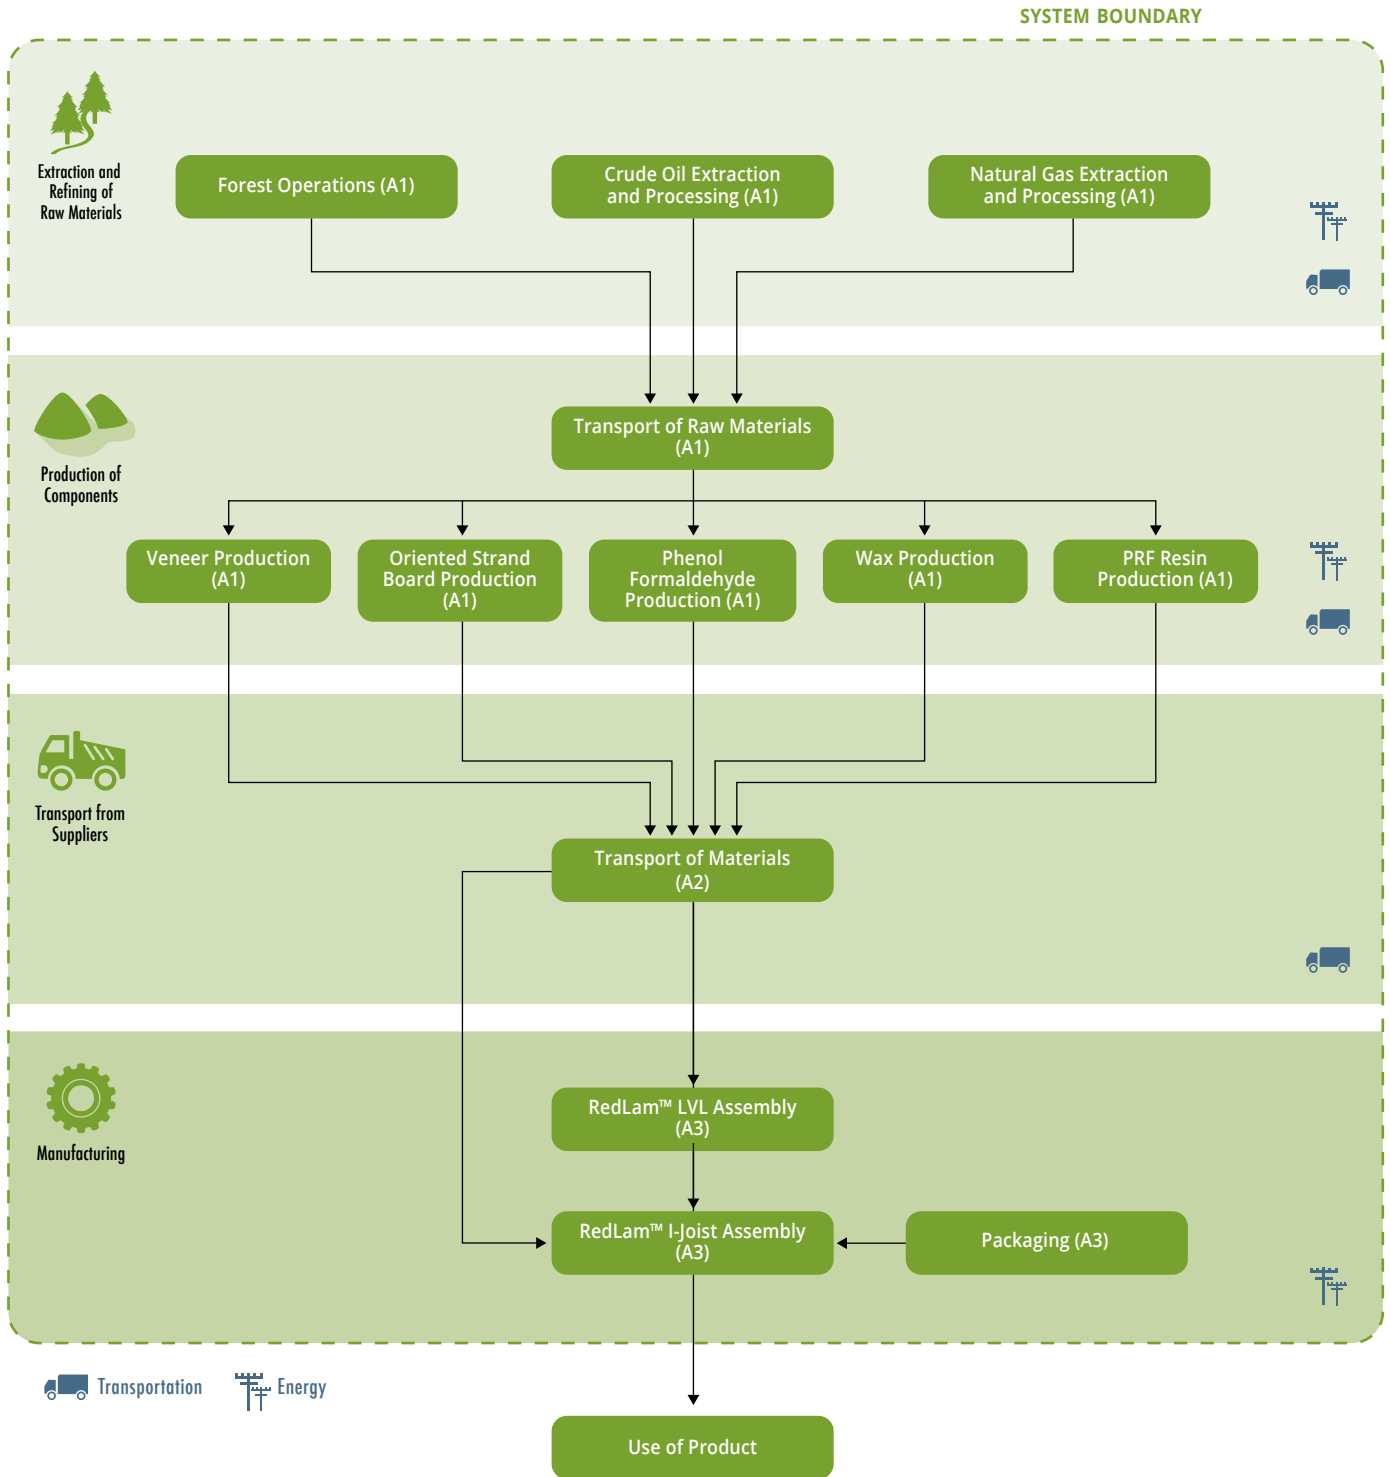 SYSTEM BOUNDARY
Extraction and
Refining of
Raw Materials
Forest Operations (A1)
Crude Oil Extraction
and Processing (A1)
Natural Gas Extraction
and Processing (A1)
Production of
Components
Transport of Raw Materials
(A1)
Veneer Production
(A1)
Oriented Strand
Board Production
(A1)
Phenol
Formaldehyde
Production (A1)
Wax Production
(A1)
PRF Resin
Production (A1)
Transport from
Suppliers
Transport of Materials
(A2)
Manufacturing
RedLam™ LVL Assembly
(A3)
RedLam™ I-Joist Assembly
(A3)
Packaging (A3)
Transportation
Energy
Use of Product